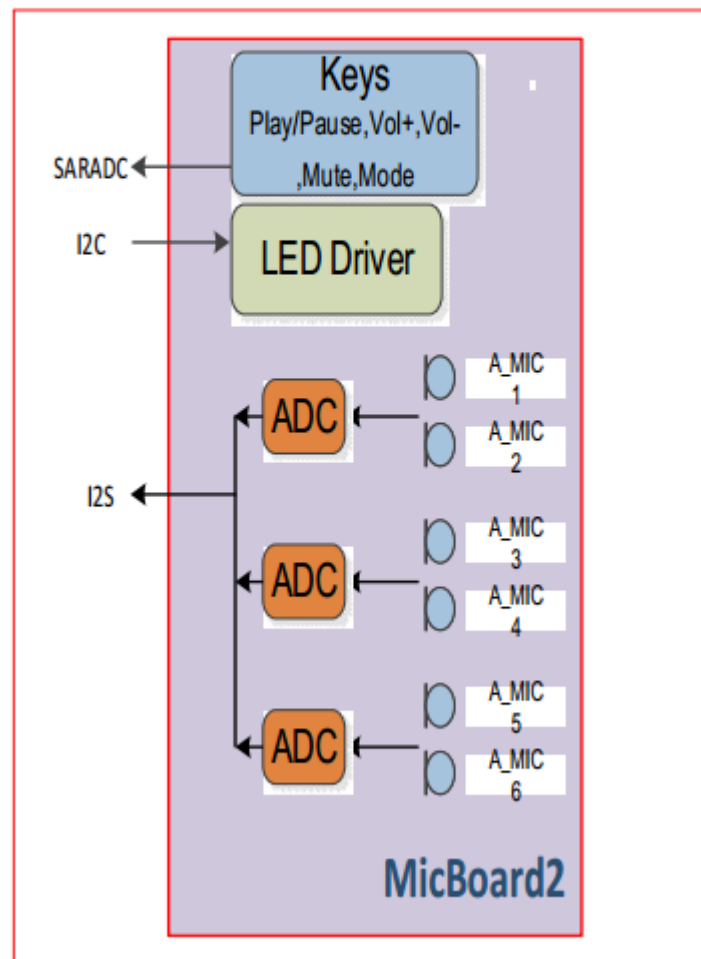 Keys
Play/Pause,Vol+,Vol-
,Mute,Mode
SARADC
I2C
LED Driver
A_MIC
1
ADC
A_MIC
2
I2S
A_MIC
3
ADC
A_MIC
4
A_MIC
5
ADC
A_MIC
6
MicBoard2